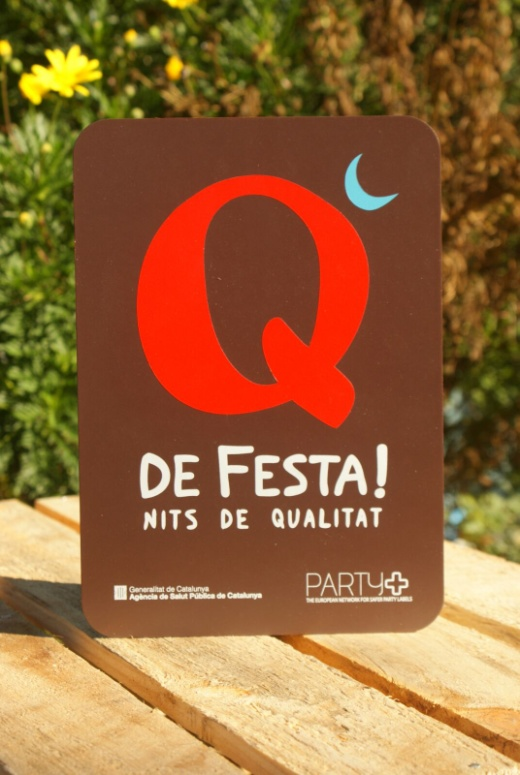 Q
DE FESTA!
NITS DE QUALITAT
Generalitat de Catalunya
Agència de Salut Pública de Catalunya
PARTY+
THE EUROPEAN NETWORK FOR SAFER PARTY LABELS